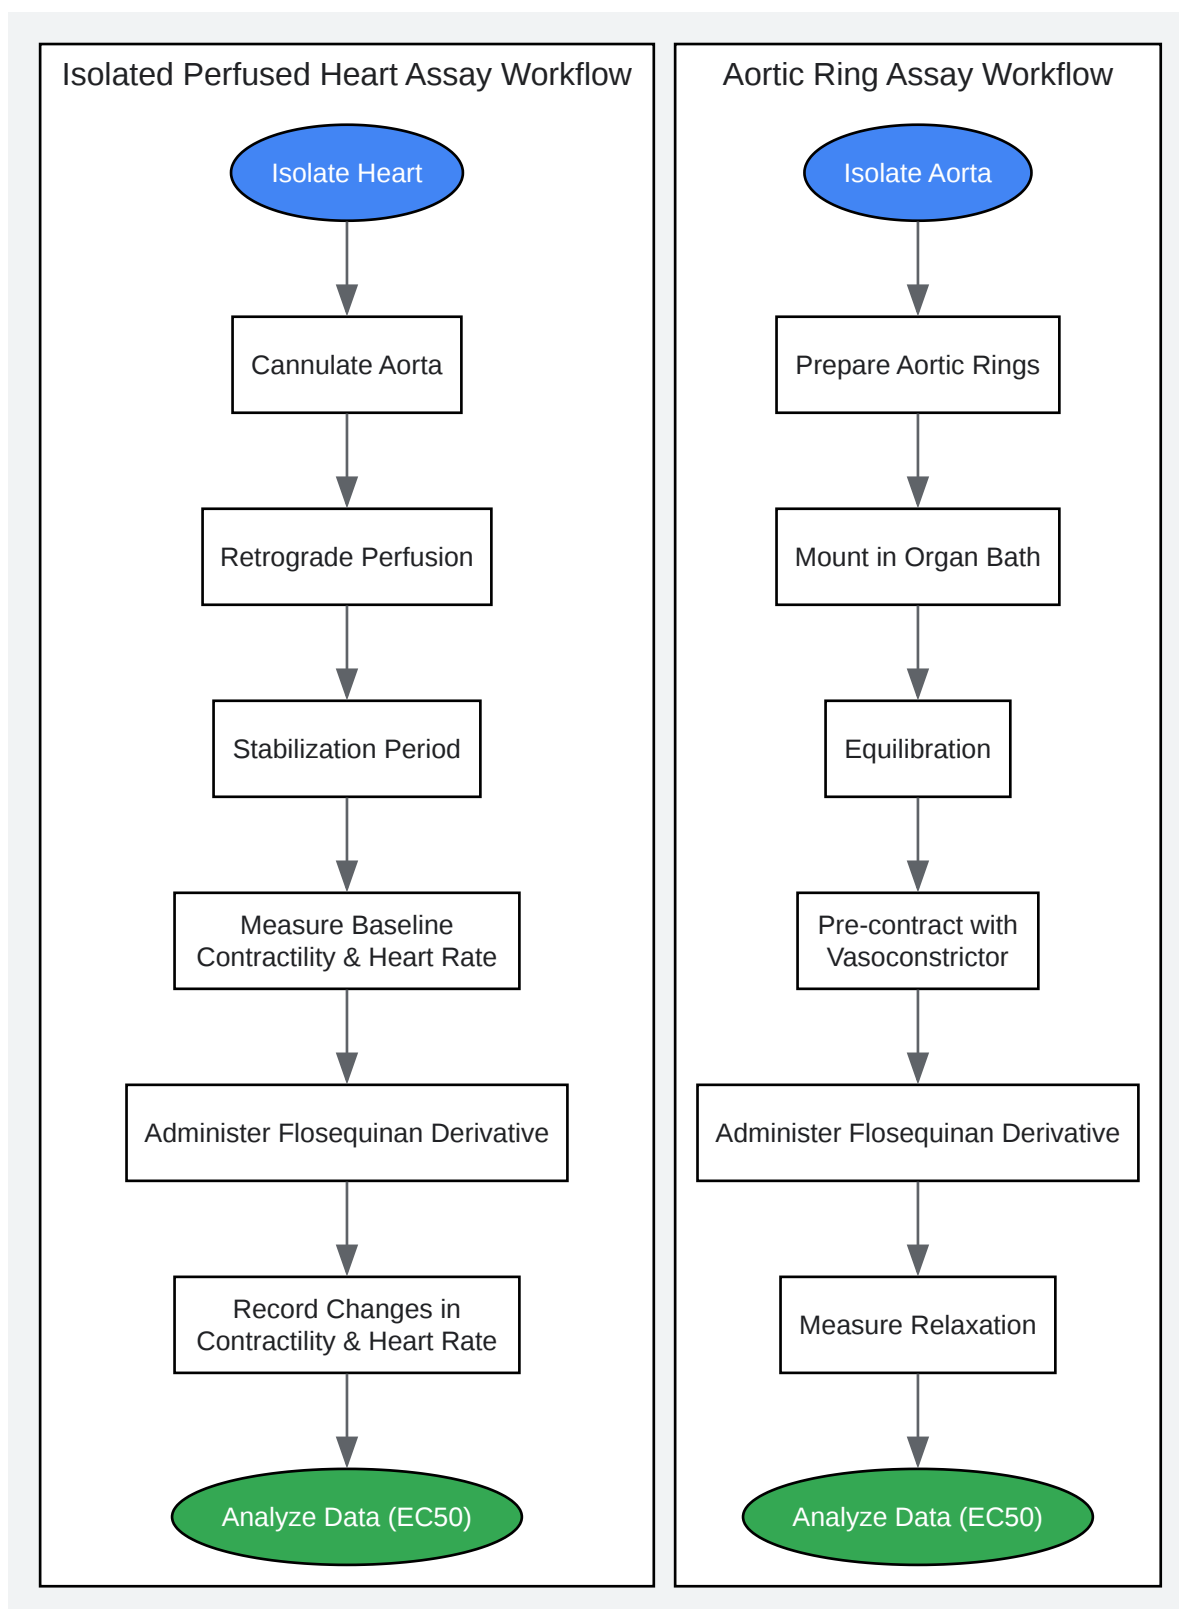 Isolated Perfused Heart Assay Workflow
Isolate Heart
Cannulate Aorta
Retrograde Perfusion
Stabilization Period
Measure Baseline
Contractility & Heart Rate
Administer Flosequinan Derivative
Record Changes in
Contractility & Heart Rate
Analyze Data (EC50)
Aortic Ring Assay Workflow
Isolate Aorta
Prepare Aortic Rings
Mount in Organ Bath
Equilibration
Pre-contract with
Vasoconstrictor
Administer Flosequinan Derivative
Measure Relaxation
Analyze Data (EC50)